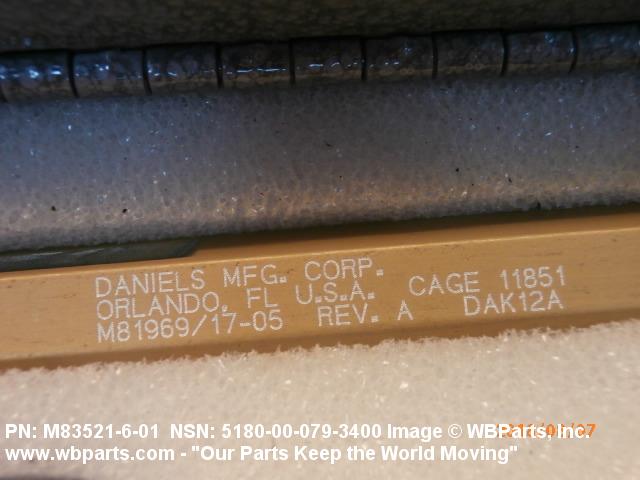 DANIELS MFG. CORP.
ORLANDO, FL U.S.A. CAGE 11851
M81969/17-05 REV. A DAK12A
PN: M83521-6-01 NSN: 5180-00-079-3400 Image © WBParts, Inc.
www.wbparts.com - "Our Parts Keep the World Moving"